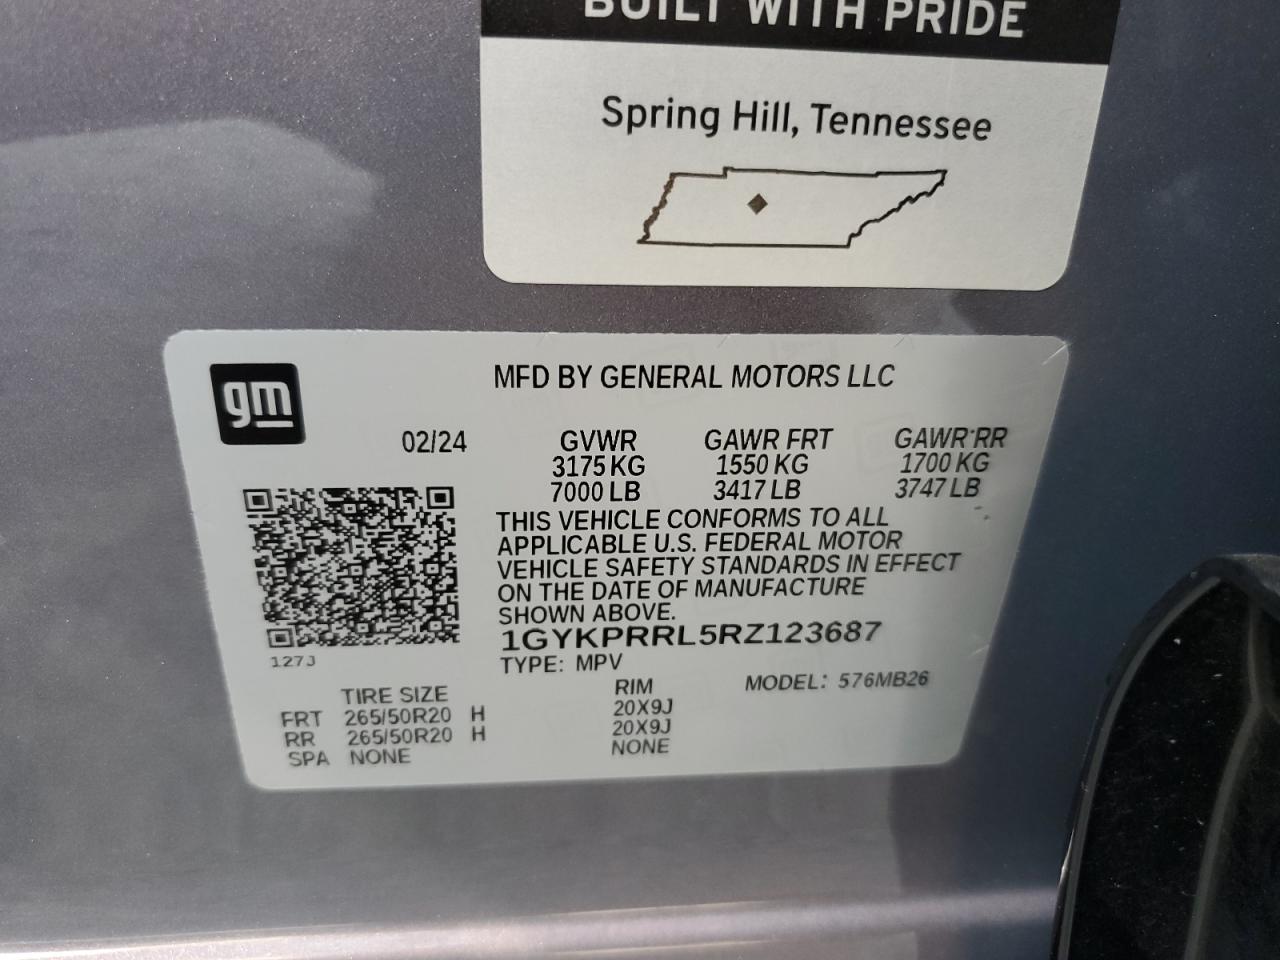 BUILT WITH PRIDE
Spring Hill, Tennessee
gm
MFD BY GENERAL MOTORS LLC
02/24 GVWR GAWR FRT GAWR RR
3175 KG 1550 KG 1700 KG
7000 LB 3417 LB 3747 LB
THIS VEHICLE CONFORMS TO ALL
APPLICABLE U.S. FEDERAL MOTOR
VEHICLE SAFETY STANDARDS IN EFFECT
ON THE DATE OF MANUFACTURE
SHOWN ABOVE.
1GYKPRRL5RZ123687
127J
TYPE: MPV
MODEL: 576MB26
TIRE SIZE RIM
FRT 265/50R20 H 20X9J
RR 265/50R20 H 20X9J
SPA NONE NONE